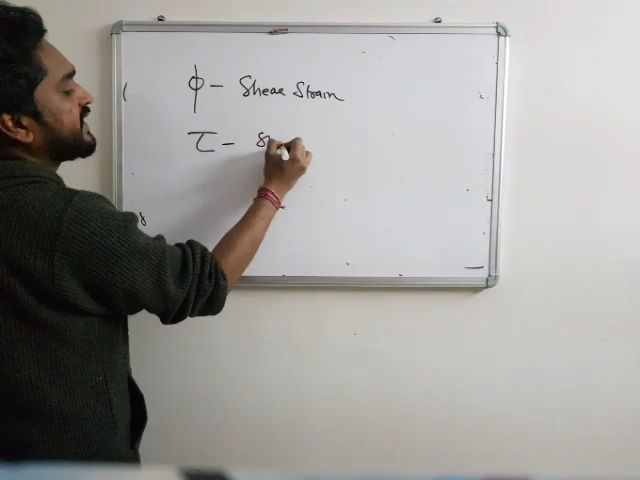 ϕ - Shear Strain
τ - S